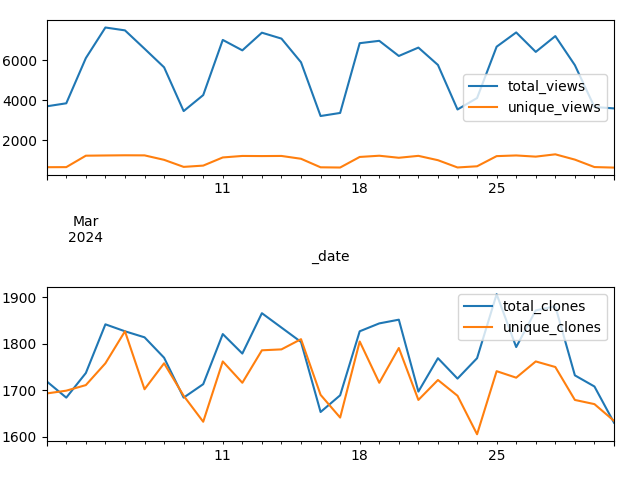 6000
4000
2000
total_views
unique_views
11
18
25
Mar
2024
_date
1900
1800
1700
1600
total_clones
unique_clones
11
18
25